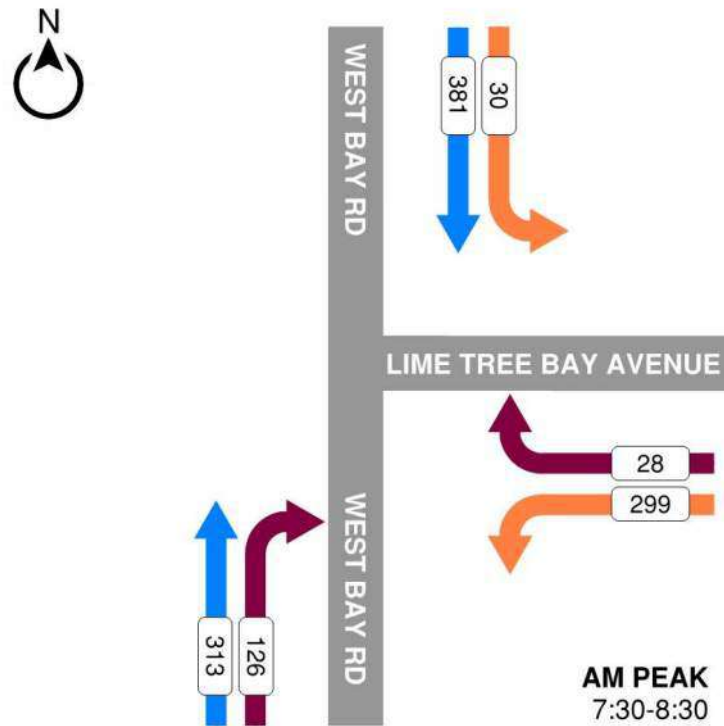 N
WEST BAY RD
381
30
LIME TREE BAY AVENUE
28
299
WEST BAY RD
313
126
AM PEAK
7:30-8:30